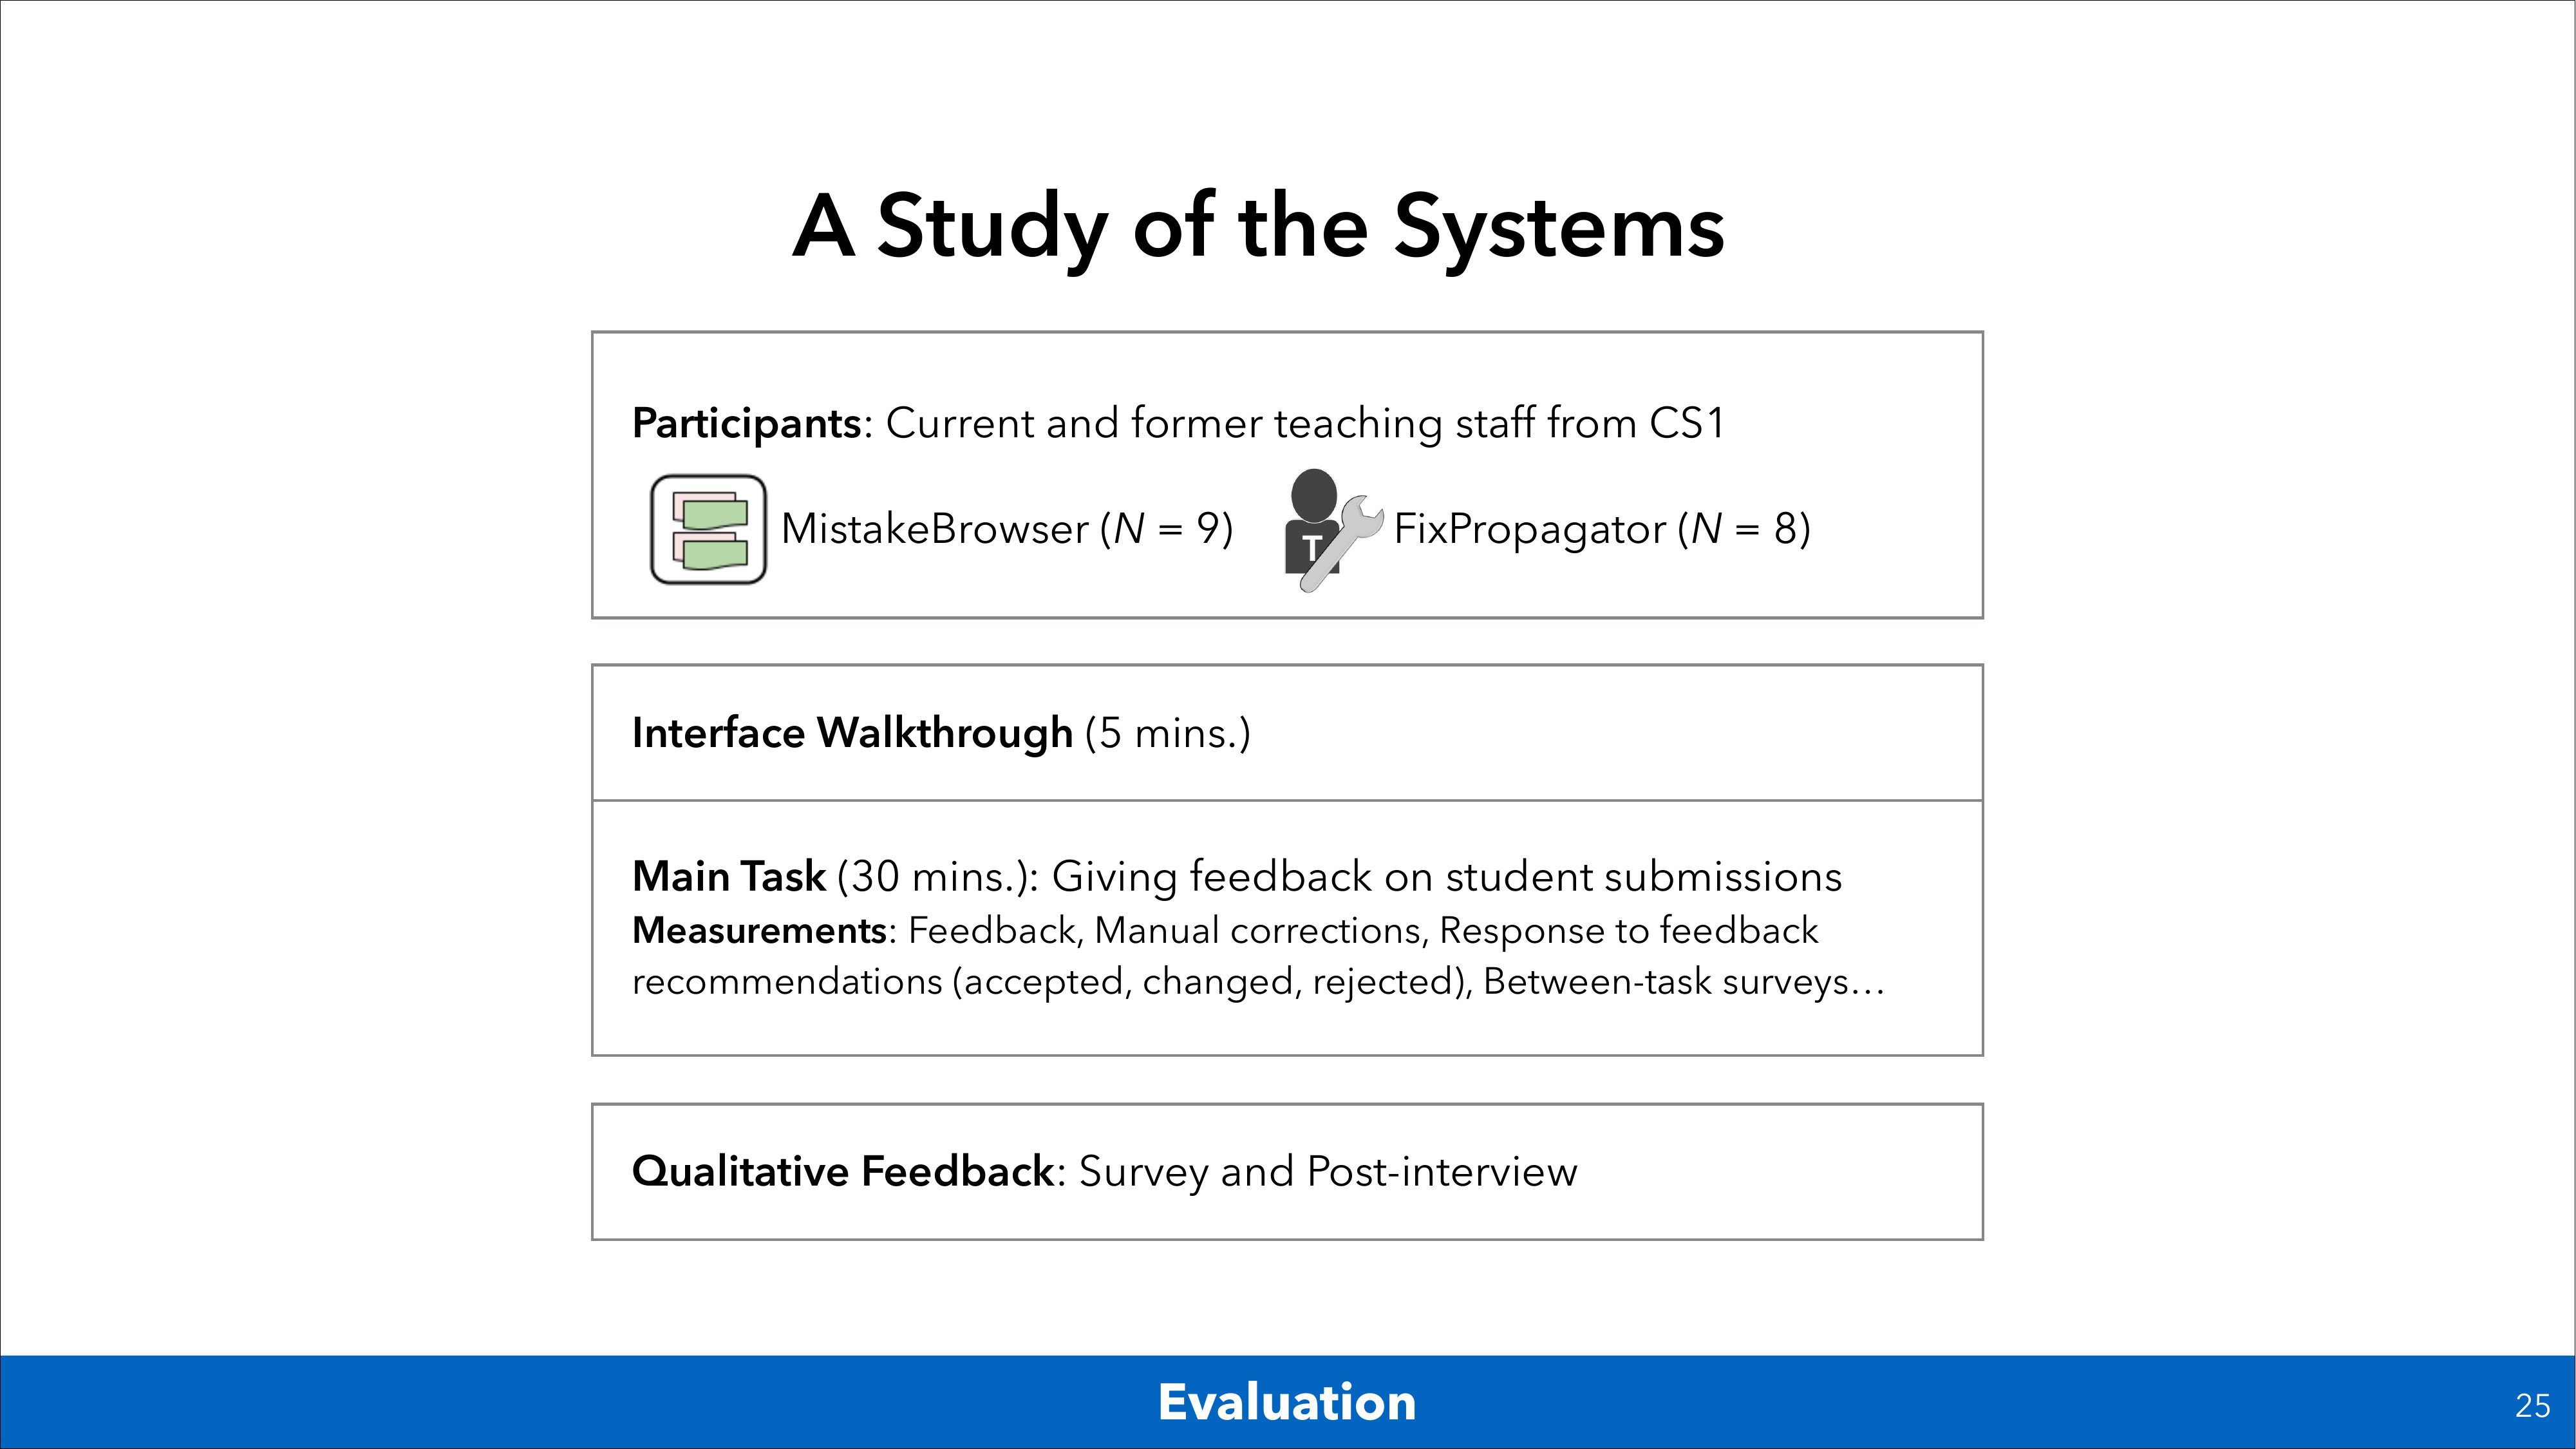 A Study of the Systems
Participants: Current and former teaching staff from CS1
MistakeBrowser (N = 9)
T
FixPropagator (N = 8)
Interface Walkthrough (5 mins.)
Main Task (30 mins.): Giving feedback on student submissions
Measurements: Feedback, Manual corrections, Response to feedback
recommendations (accepted, changed, rejected), Between-task surveys…
Qualitative Feedback: Survey and Post-interview
Evaluation
25